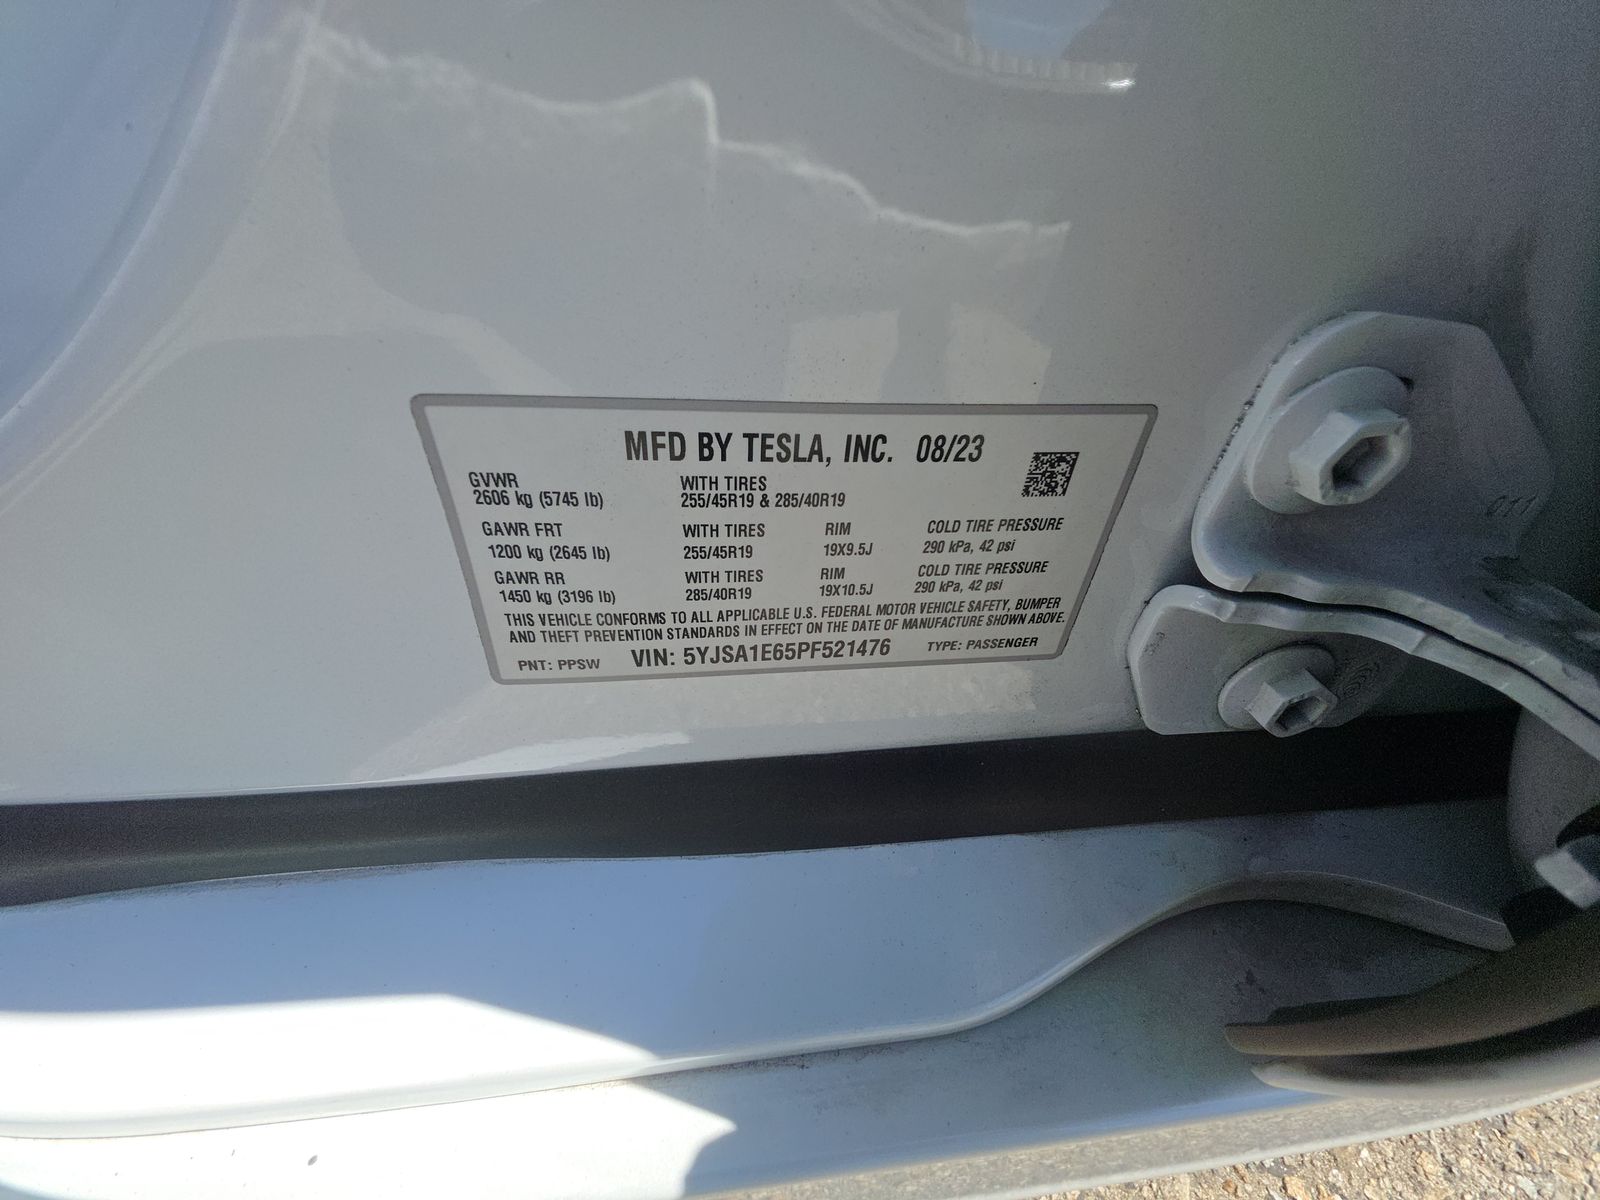 MFD BY TESLA, INC. 08/23
GVWR WITH TIRES
2606 kg (5745 lb) 255/45R19 & 285/40R19
GAWR FRT WITH TIRES RIM COLD TIRE PRESSURE
1200 kg (2645 lb) 255/45R19 19X9.5J 290 kPa, 42 psi
GAWR RR WITH TIRES RIM COLD TIRE PRESSURE
1450 kg (3196 lb) 285/40R19 19X10.5J 290 kPa, 42 psi
THIS VEHICLE CONFORMS TO ALL APPLICABLE U.S. FEDERAL MOTOR VEHICLE SAFETY, BUMPER
AND THEFT PREVENTION STANDARDS IN EFFECT ON THE DATE OF MANUFACTURE SHOWN ABOVE.
PNT: PPSW VIN: 5YJSA1E65PF521476 TYPE: PASSENGER